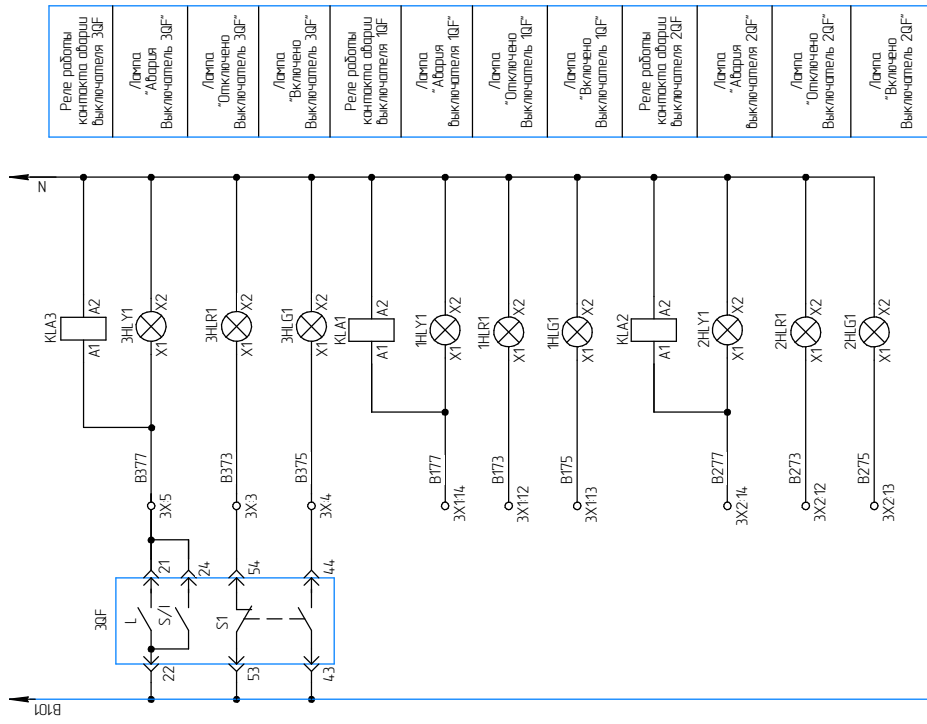 Реле работы
контакта аварии
выключателя 3QF
Лампа
"Авария
Выключатель 3QF"
Лампа
"Отключено
Выключатель 3QF"
Лампа
"Включено
Выключатель 3QF"
Реле работы
контакта аварии
выключателя 1QF
Лампа
"Авария
Выключателя 1QF"
Лампа
"Отключено
Выключатель 1QF"
Лампа
"Включено
Выключатель 1QF"
Реле работы
контакта аварии
выключателя 2QF
Лампа
"Авария
Выключателя 2QF"
Лампа
"Отключено
Выключатель 2QF"
Лампа
"Включено
Выключатель 2QF"
N
KLA3
A1
A2
3HLY1
X1
X2
3HLR1
X1
X2
3HLG1
X1
X2
KLA1
A1
A2
1HLY1
X1
X2
1HLR1
X1
X2
1HLG1
X1
X2
KLA2
A1
A2
2HLY1
X1
X2
2HLR1
X1
X2
2HLG1
X1
X2
B377
B373
B375
B177
B173
B175
B277
B273
B275
3X:5
3X:3
3X:4
3X1:14
3X1:12
3X1:13
3X2:14
3X2:12
3X2:13
21
24
54
44
3QF
L
S/I
S1
22
53
43
B101